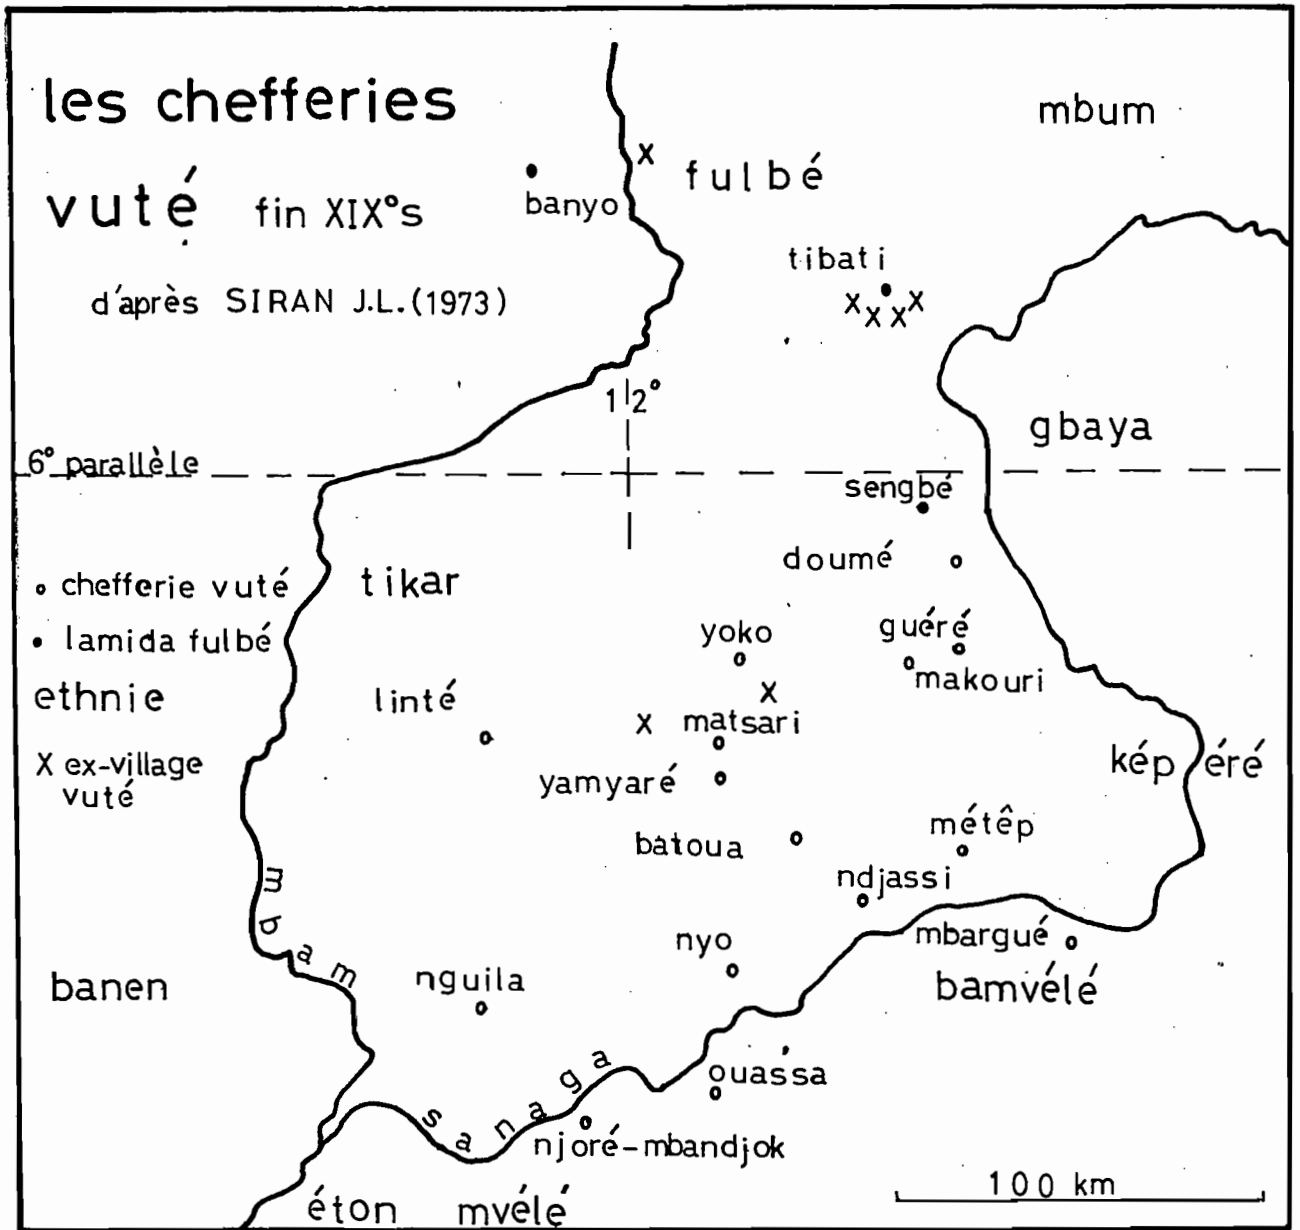 les chefferies
vuté fin XIX°s
d'après SIRAN J.L. (1973)
mbum
fulbé
x
banyo
tibati
x x x x
12°
gbaya
6° parallèle
sengbé
doumé
chefferie vuté
lamida fulbé
ethnie
X ex-village
vuté
tikar
yoko
guéré
makouri
linté
x
x matsari
yamyaré
képéré
batoua
métêp
ndjassi
mbam
mbargué
nyo
bamvélé
banen
nguila
sanaga
ouassa
njoré-mbandjok
éton mvélé
100 km